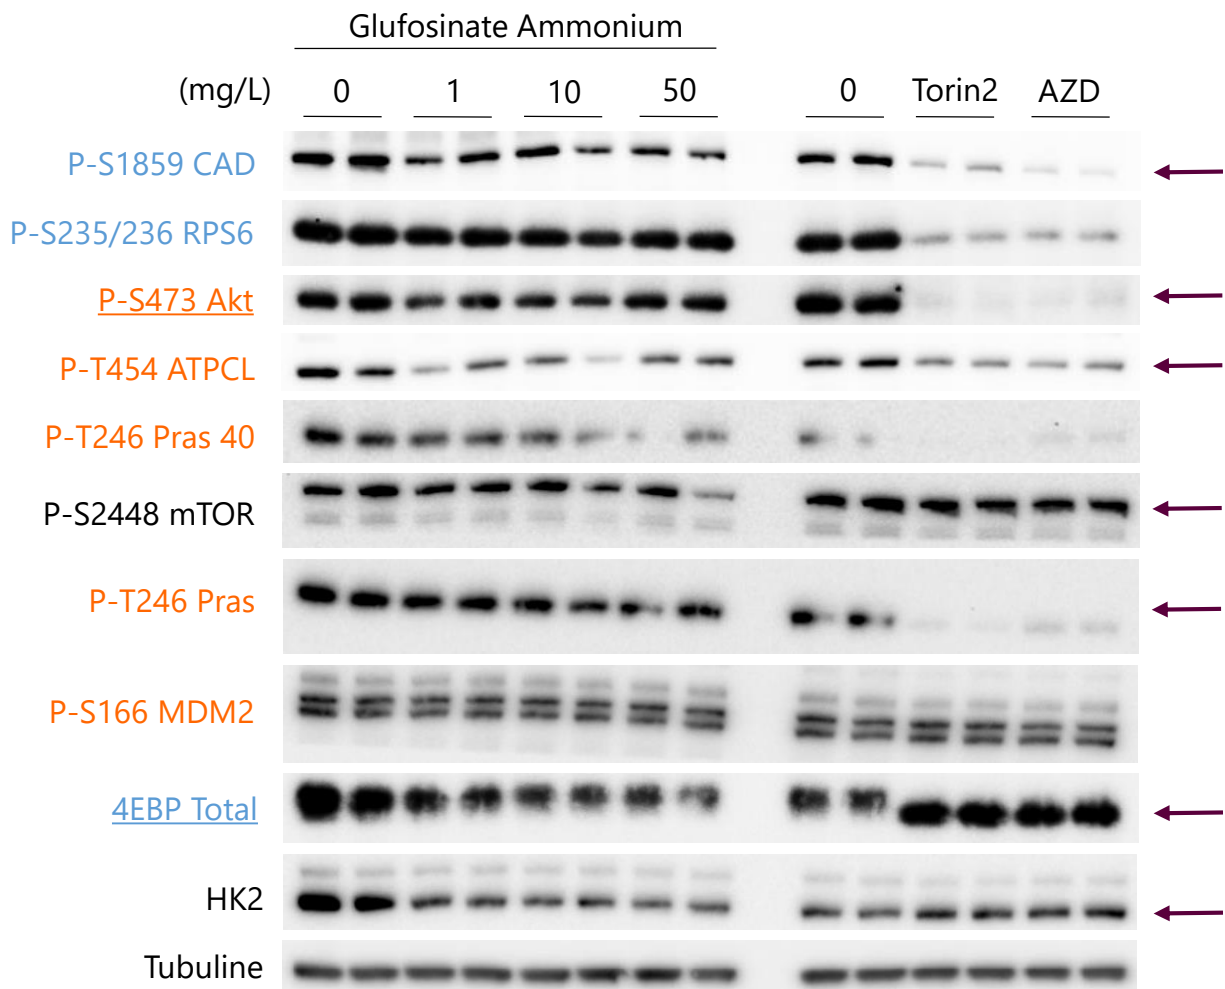 Glufosinate Ammonium
(mg/L) 0 1 10 50 0 Torin2 AZD
P-S1859 CAD
P-S235/236 RPS6
P-S473 Akt
P-T454 ATPCL
P-T246 Pras 40
P-S2448 mTOR
P-T246 Pras
P-S166 MDM2
4EBP Total
HK2
Tubuline